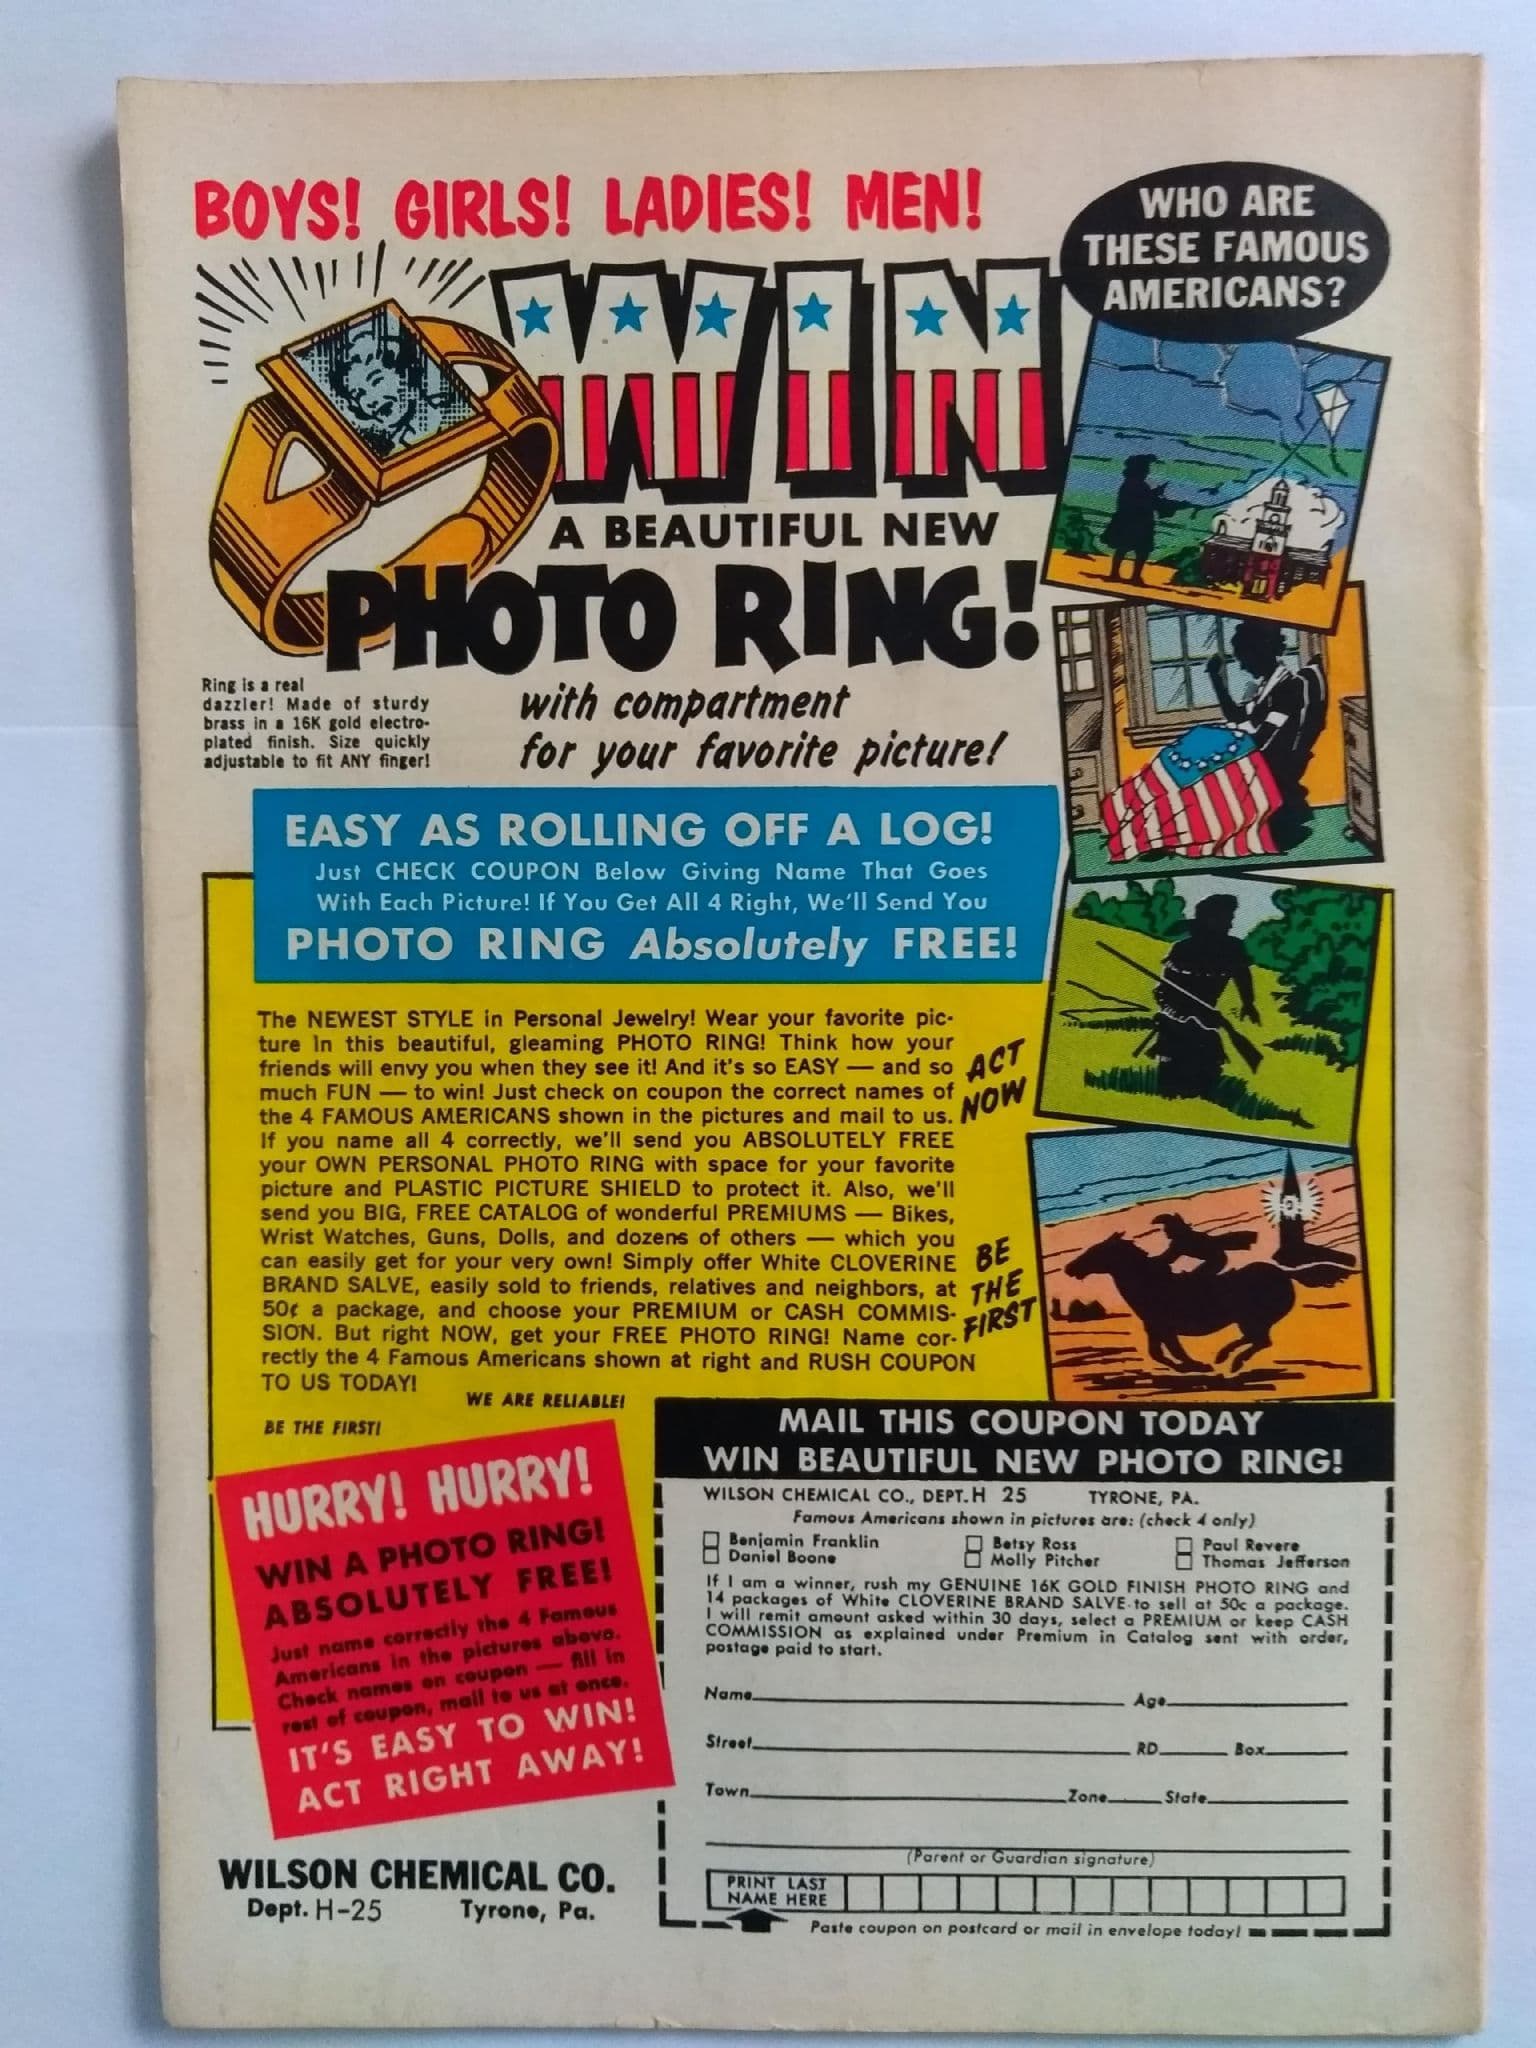 BOYS! GIRLS! LADIES! MEN!
WHO ARE
THESE FAMOUS
AMERICANS?
WIN
A BEAUTIFUL NEW
PHOTO RING!
Ring is a real
dazzler! Made of sturdy
brass in a 16K gold electro-
plated finish. Size quickly
adjustable to fit ANY finger!
with compartment
for your favorite picture!
EASY AS ROLLING OFF A LOG!
Just CHECK COUPON Below Giving Name That Goes
With Each Picture! If You Get All 4 Right, We'll Send You
PHOTO RING Absolutely FREE!
The NEWEST STYLE in Personal Jewelry! Wear your favorite pic-
ture in this beautiful, gleaming PHOTO RING! Think how your
friends will envy you when they see it! And it's so EASY — and so
much FUN — to win! Just check on coupon the correct names of
the 4 FAMOUS AMERICANS shown in the pictures and mail to us.
If you name all 4 correctly, we'll send you ABSOLUTELY FREE
your OWN PERSONAL PHOTO RING with space for your favorite
picture and PLASTIC PICTURE SHIELD to protect it. Also, we'll
send you BIG, FREE CATALOG of wonderful PREMIUMS — Bikes,
Wrist Watches, Guns, Dolls, and dozens of others — which you
can easily get for your very own! Simply offer White CLOVERINE
BRAND SALVE, easily sold to friends, relatives and neighbors, at
50¢ a package, and choose your PREMIUM or CASH COMMIS-
SION. But right NOW, get your FREE PHOTO RING! Name cor-
rectly the 4 Famous Americans shown at right and RUSH COUPON
TO US TODAY!
ACT
NOW
BE
THE
FIRST
WE ARE RELIABLE!
BE THE FIRST!
HURRY! HURRY!
WIN A PHOTO RING!
ABSOLUTELY FREE!
Just name correctly the 4 Famous
Americans in the pictures above.
Check names on coupon — fill in
rest of coupon, mail to us at once.
IT'S EASY TO WIN!
ACT RIGHT AWAY!
WILSON CHEMICAL CO.
Dept. H-25 Tyrone, Pa.
MAIL THIS COUPON TODAY
WIN BEAUTIFUL NEW PHOTO RING!
WILSON CHEMICAL CO., DEPT. H 25 TYRONE, PA.
Famous Americans shown in pictures are: (check 4 only)
Benjamin Franklin Betsy Ross Paul Revere
Daniel Boone Molly Pitcher Thomas Jefferson
If I am a winner, rush my GENUINE 16K GOLD FINISH PHOTO RING and
14 packages of White CLOVERINE BRAND SALVE to sell at 50c a package.
I will remit amount asked within 30 days, select a PREMIUM or keep CASH
COMMISSION as explained under Premium in Catalog sent with order,
postage paid to start.
Name Age
Street RD Box
Town Zone State
(Parent or Guardian signature)
PRINT LAST
NAME HERE
Paste coupon on postcard or mail in envelope today!